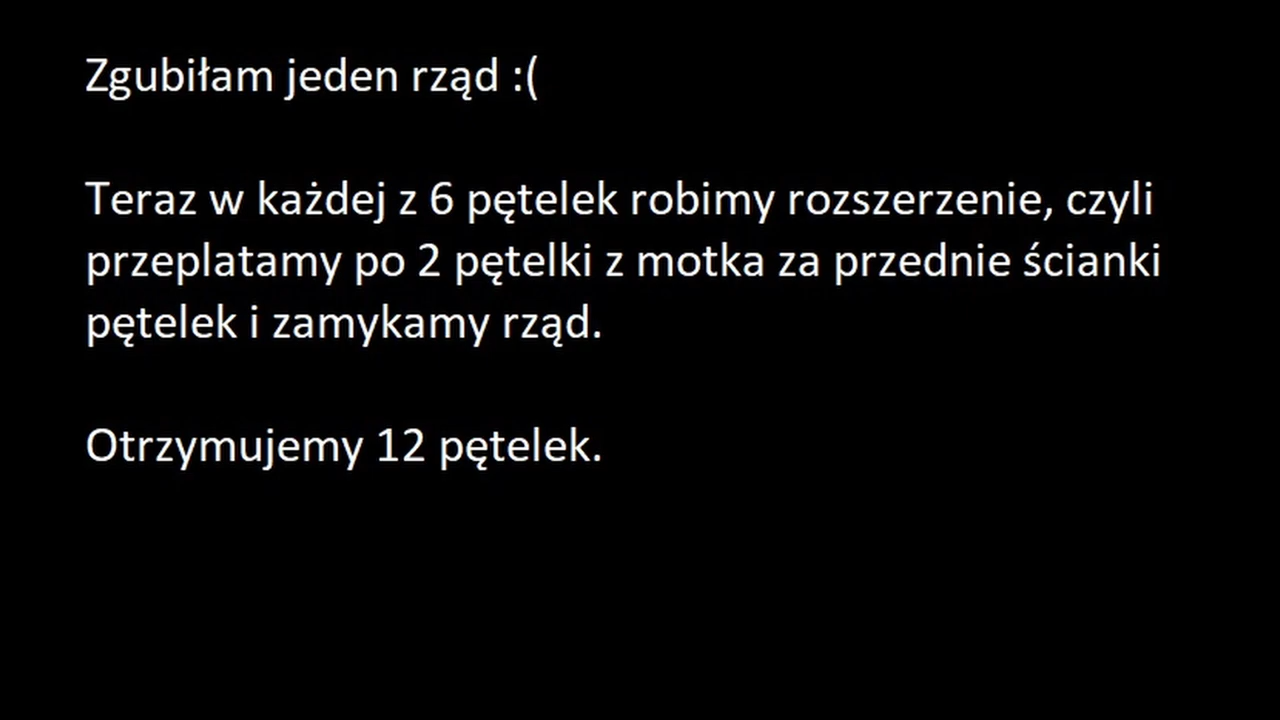 Zgubiłam jeden rząd :(
Teraz w każdej z 6 pętelek robimy rozszerzenie, czyli
przeplatamy po 2 pętelki z motka za przednie ścianki
pętelek i zamykamy rząd.
Otrzymujemy 12 pętelek.